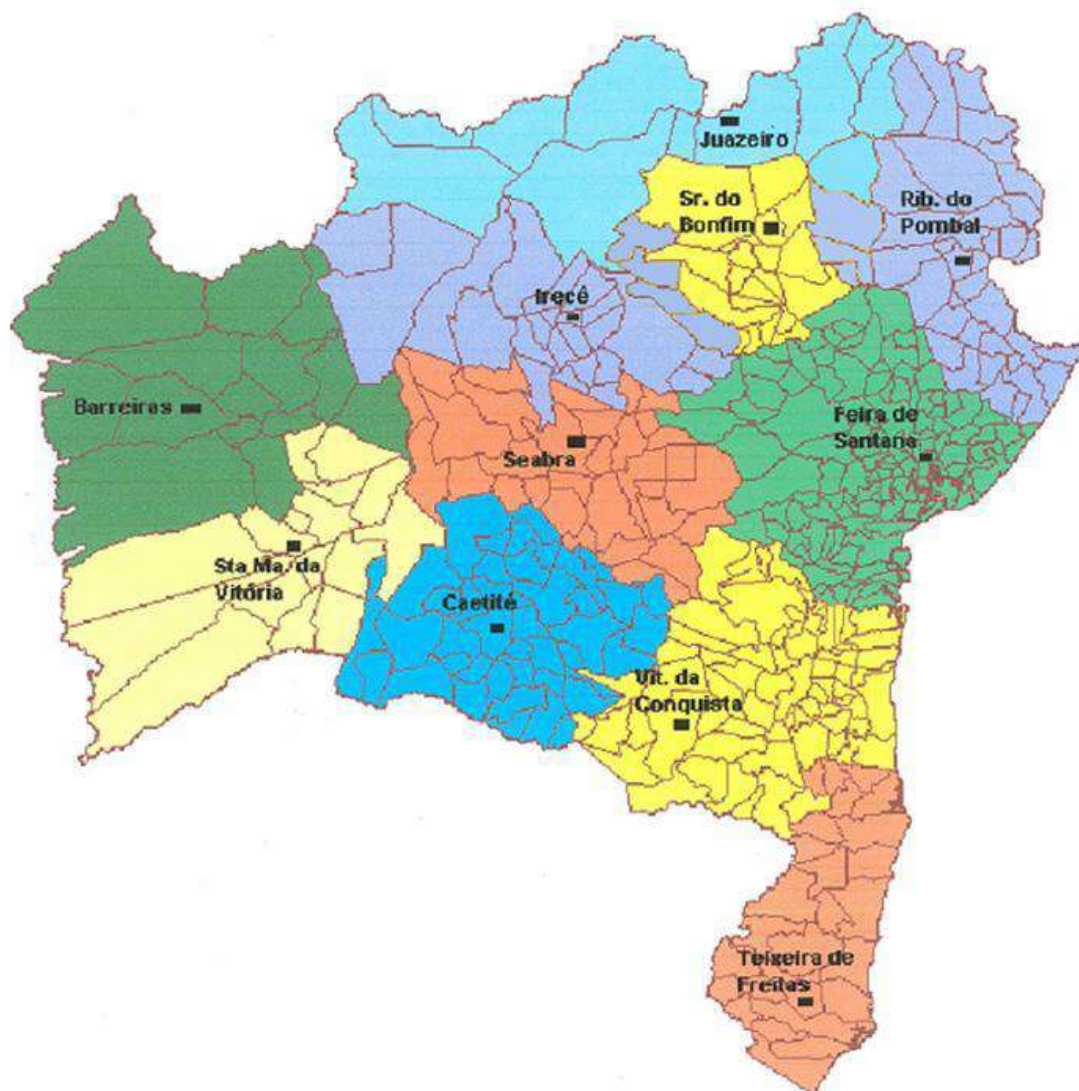 Juazeiro
Sr. do
Bonfim
Rib. do
Pombal
Irecê
Barreiras
Feira de
Santana
Seabra
Sta Ma. da
Vitória
Caetité
Vit. da
Conquista
Teixeira de
Freitas